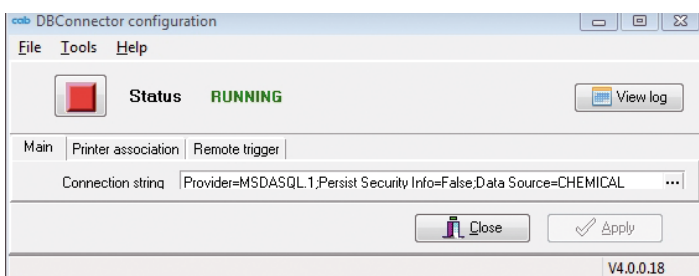 cab DBConnector configuration
File Tools Help
Status RUNNING View log
Main Printer association Remote trigger
Connection string Provider=MSDASQL.1;Persist Security Info=False;Data Source=CHEMICAL ...
Close Apply
V4.0.0.18